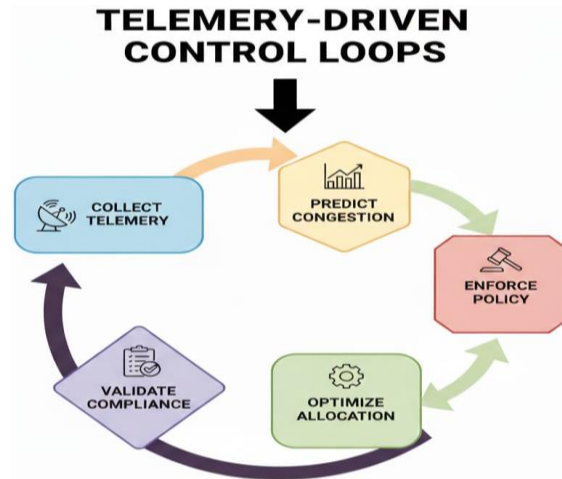 TELEMERY-DRIVEN
CONTROL LOOPS
COLLECT
TELEMERY
PREDICT
CONGESTION
ENFORCE
POLICY
OPTIMIZE
ALLOCATION
VALIDATE
COMPLIANCE